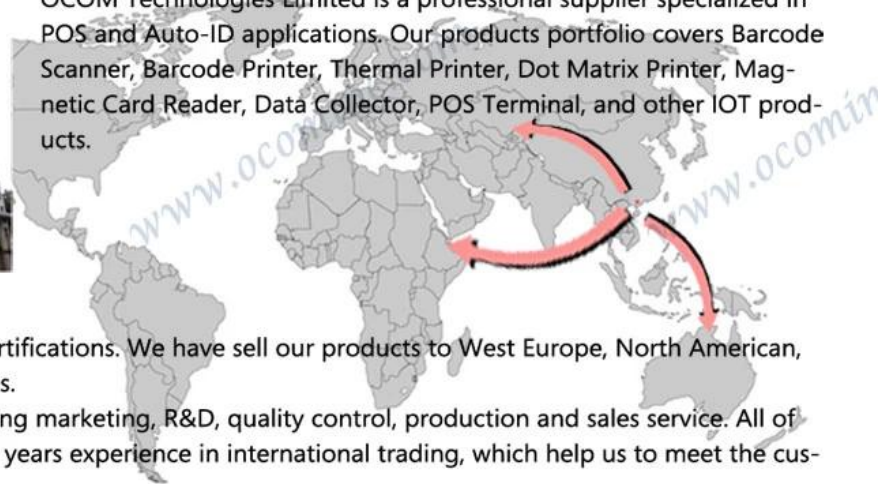 OCOM Technologies Limited is a professional supplier specialized in
POS and Auto-ID applications. Our products portfolio covers Barcode
Scanner, Barcode Printer, Thermal Printer, Dot Matrix Printer, Mag-
netic Card Reader, Data Collector, POS Terminal, and other IOT prod-
ucts.
www.ocomin
www.ocomin
rtifications. We have sell our products to West Europe, North American,
s.
ng marketing, R&D, quality control, production and sales service. All of
years experience in international trading, which help us to meet the cus-